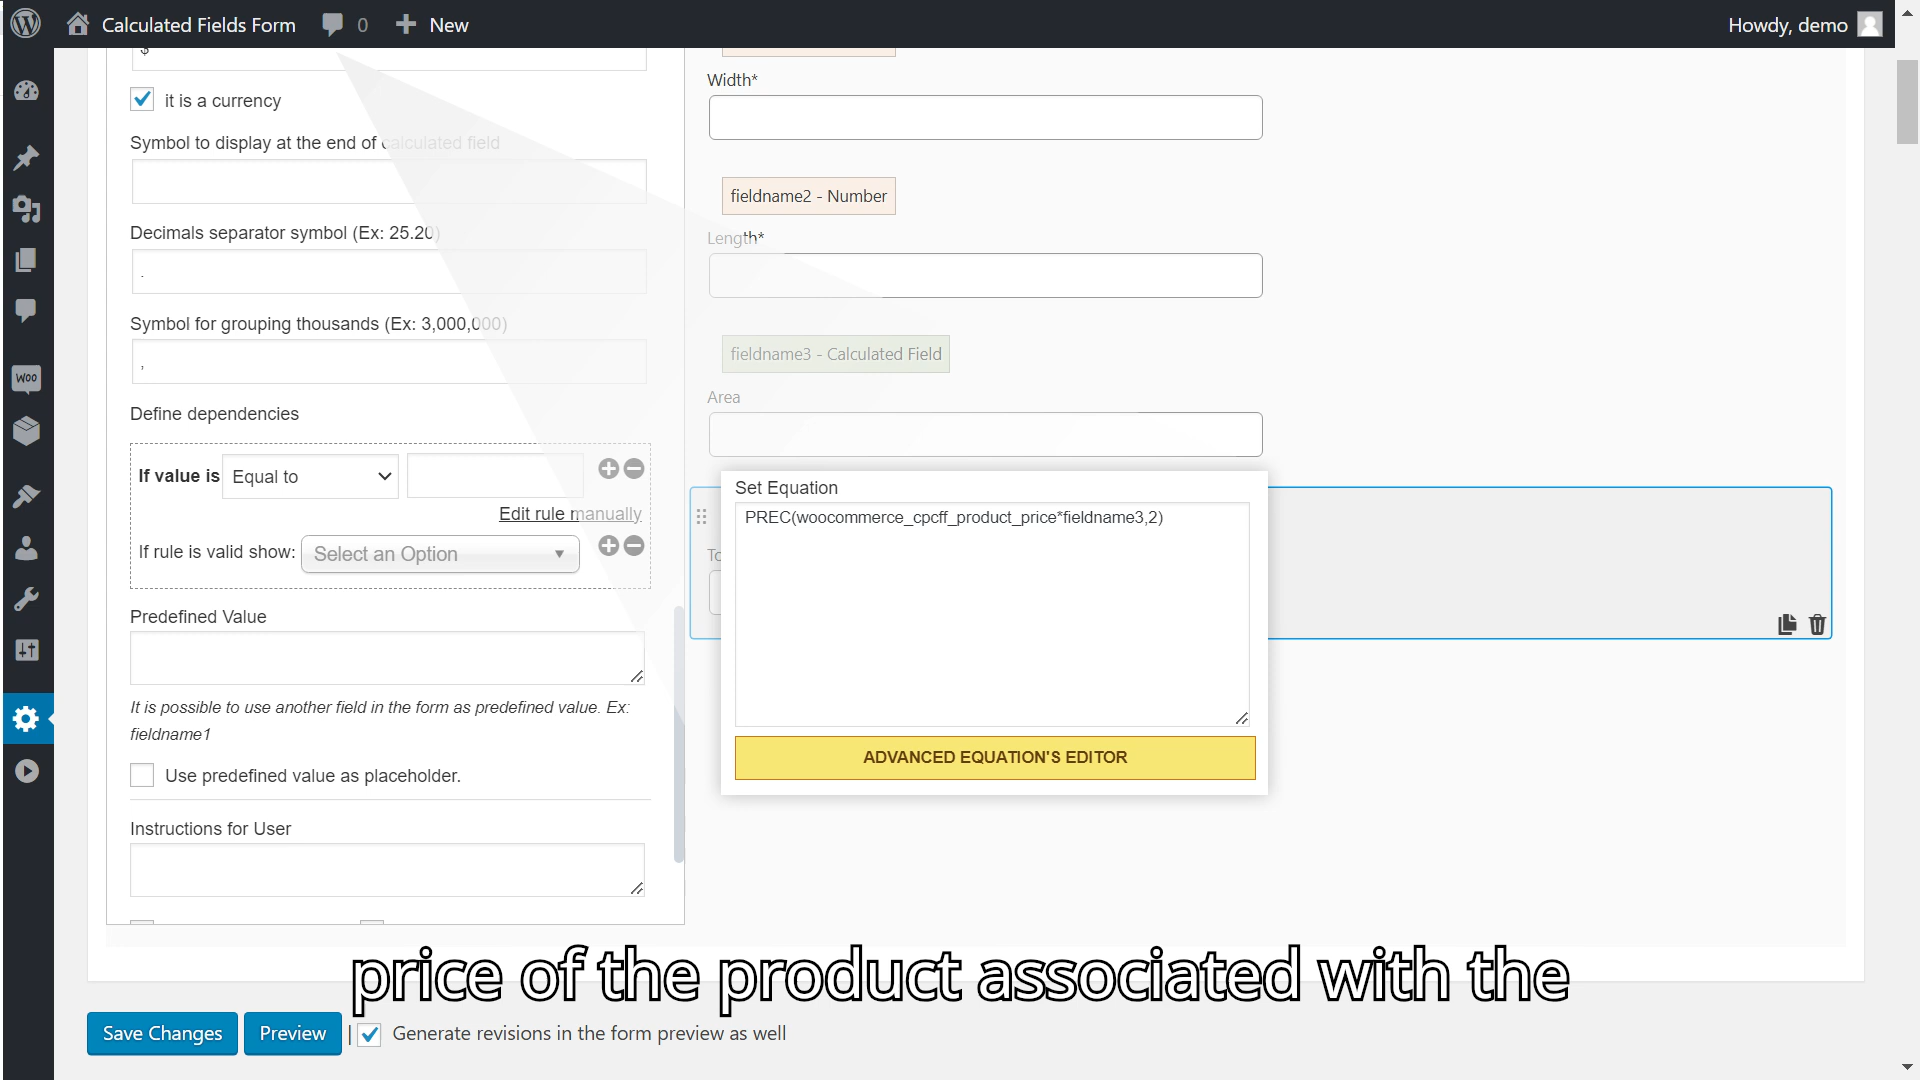 Calculated Fields Form 0 New Howdy, demo
$
it is a currency
Symbol to display at the end of calculated field
Decimals separator symbol (Ex: 25.20)
.
Symbol for grouping thousands (Ex: 3,000,000)
,
Define dependencies
If value is Equal to
Edit rule manually
If rule is valid show: Select an Option
Predefined Value
It is possible to use another field in the form as predefined value. Ex:
fieldname1
Use predefined value as placeholder.
Instructions for User
Width*
fieldname2 - Number
Length*
fieldname3 - Calculated Field
Area
Set Equation
PREC(woocommerce_cpcff_product_price*fieldname3,2)
ADVANCED EQUATION'S EDITOR
Woo
price of the product associated with the
Save Changes Preview | Generate revisions in the form preview as well